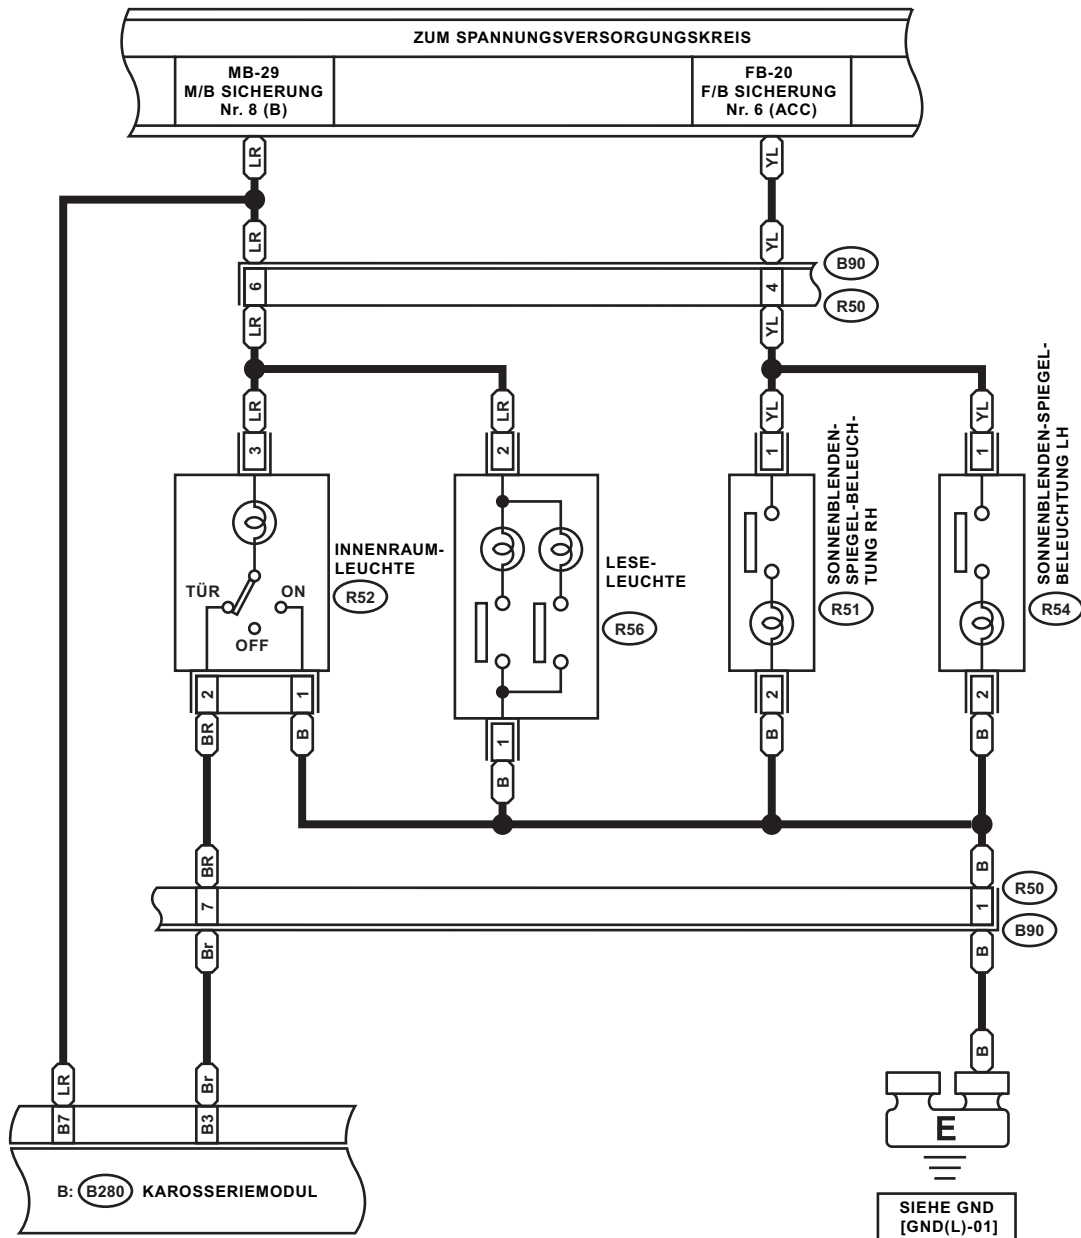 ZUM SPANNUNGSVERSORGUNGSKREIS
MB-29
M/B SICHERUNG
Nr. 8 (B)
FB-20
F/B SICHERUNG
Nr. 6 (ACC)
LR
YL
LR
YL
B90
6
4
R50
LR
YL
LR
LR
YL
YL
3
2
1
1
INNENRAUM-
LEUCHTE
R52
TÜR
ON
OFF
LESE-
LEUCHTE
R56
SONNENBLENDEN-
SPIEGEL-BELEUCH-
TUNG RH
R51
SONNENBLENDEN-SPIEGEL-
BELEUCHTUNG LH
R54
2
1
1
2
2
BR
B
B
B
B
BR
B
R50
7
1
B90
Br
B
LR
Br
B
B7
B3
E
B:
B280
KAROSSERIEMODUL
SIEHE GND
[GND(L)-01]